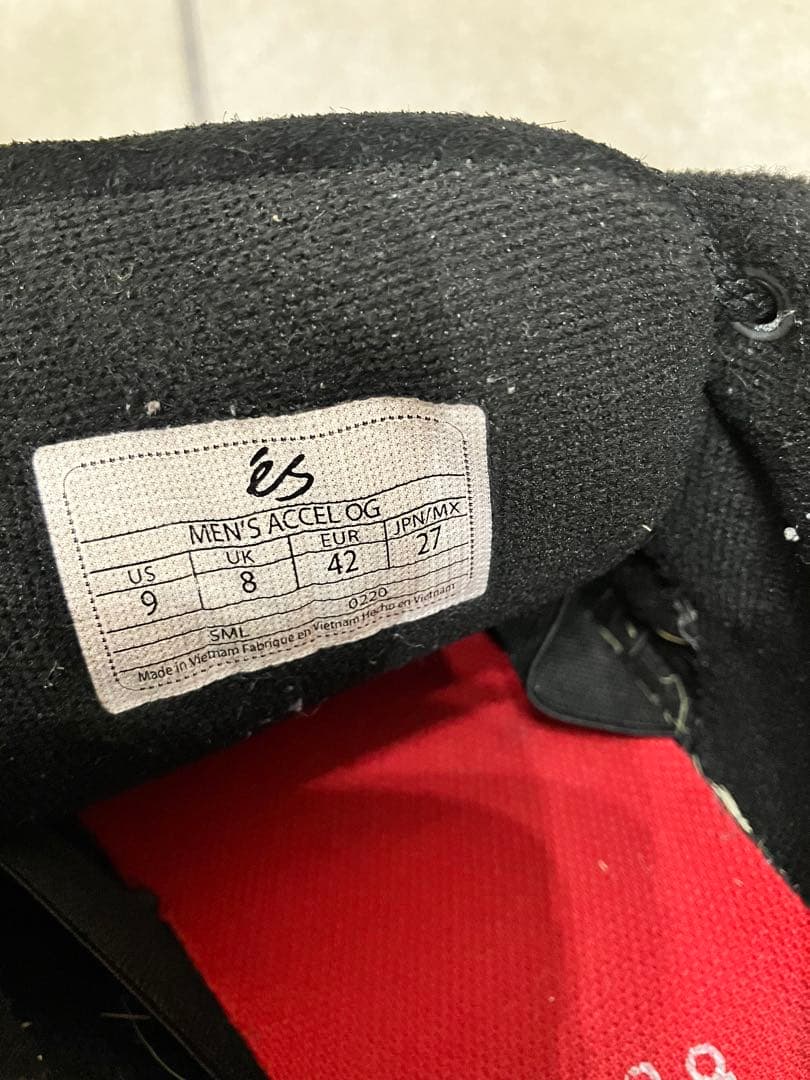 és
MEN'S ACCEL OG
US UK EUR JPN/MX
9 8 42 27
SML 0220
Made in Vietnam Fabrique en Vietnam Hecho en Vietnam